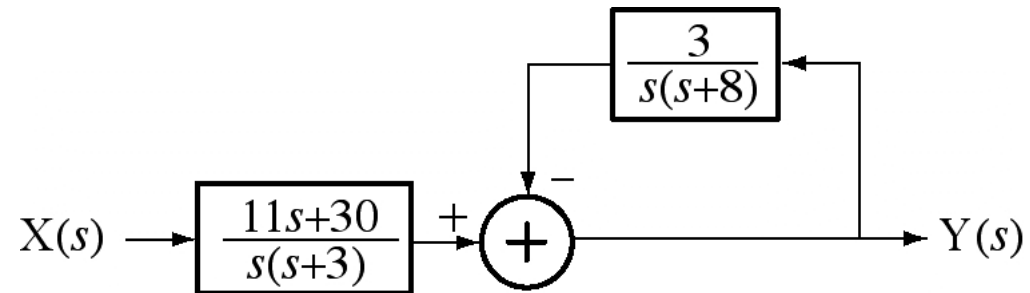 3
s(s+8)
−
X(s)
11s+30
s(s+3)
+
+
Y(s)